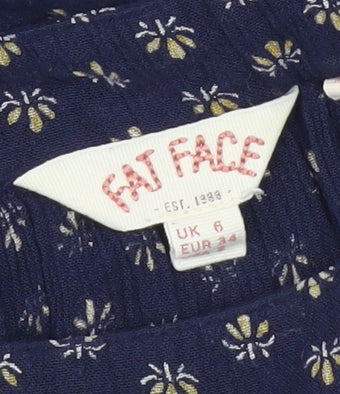 FAT FACE
- EST. 1988 -
UK 6
EUR 34